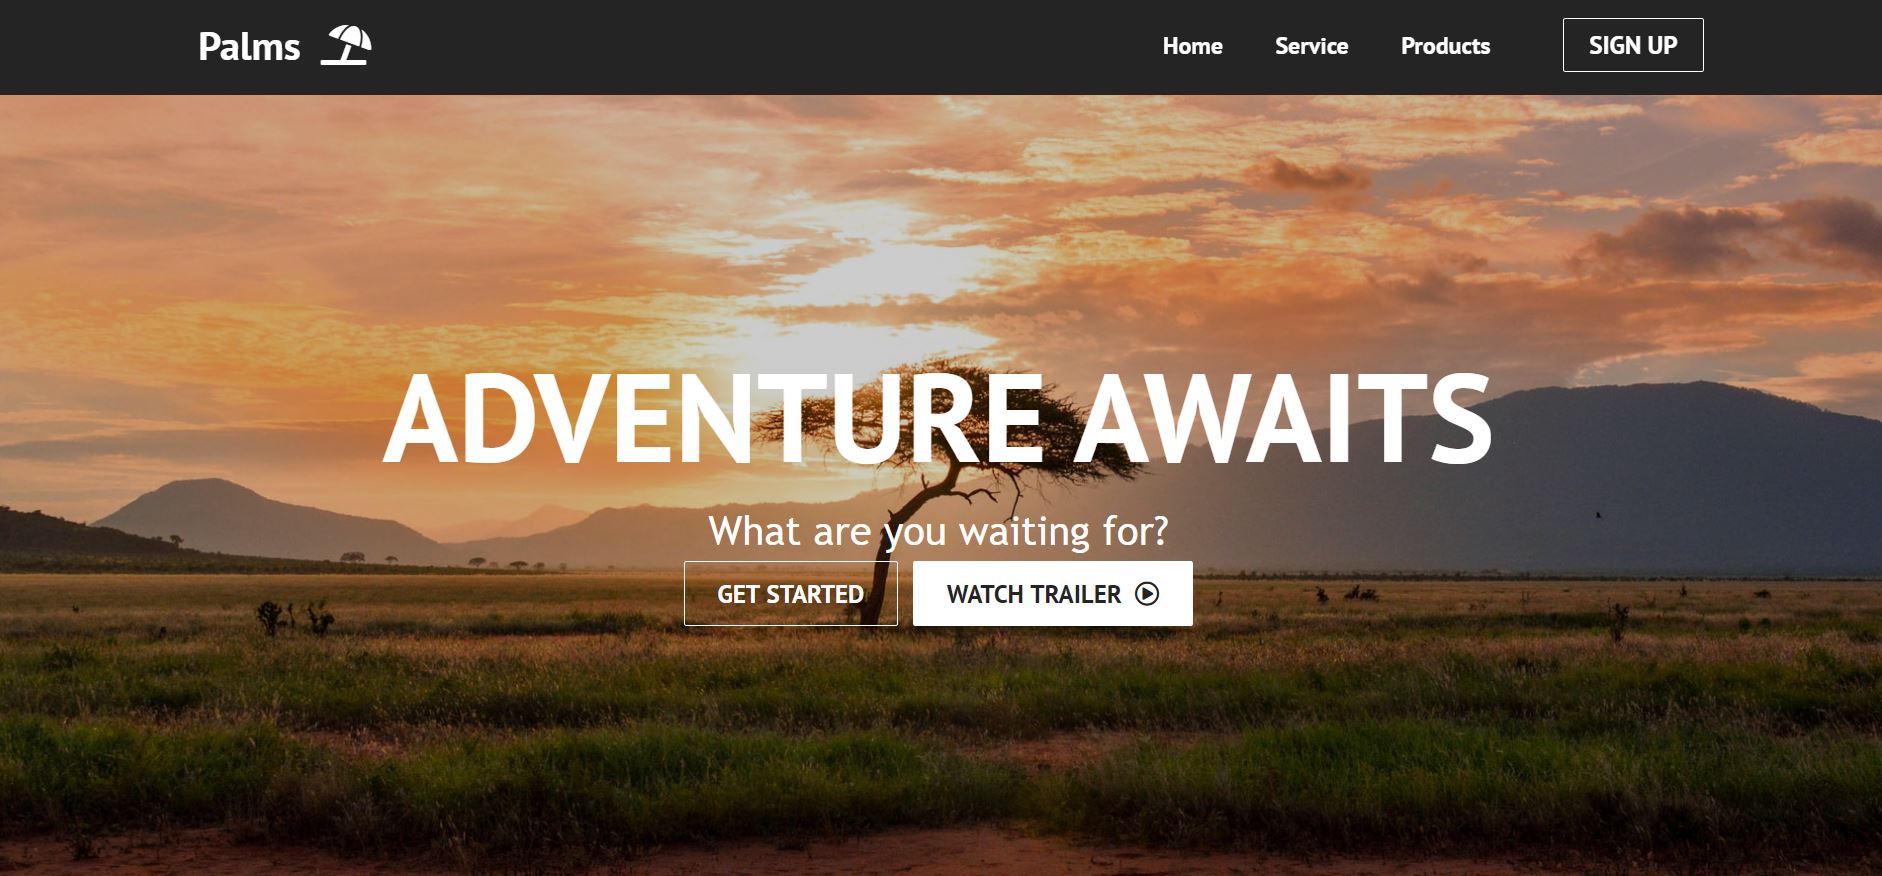 Palms
Home Service Products SIGN UP
ADVENTURE AWAITS
What are you waiting for?
GET STARTED WATCH TRAILER